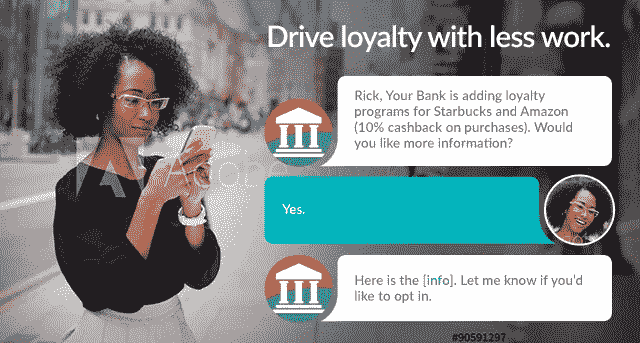 Drive loyalty with less work.
Rick, Your Bank is adding loyalty
programs for Starbucks and Amazon
(10% cashback on purchases). Would
you like more information?
Yes.
Here is the [info]. Let me know if you'd
like to opt in.
#90591297